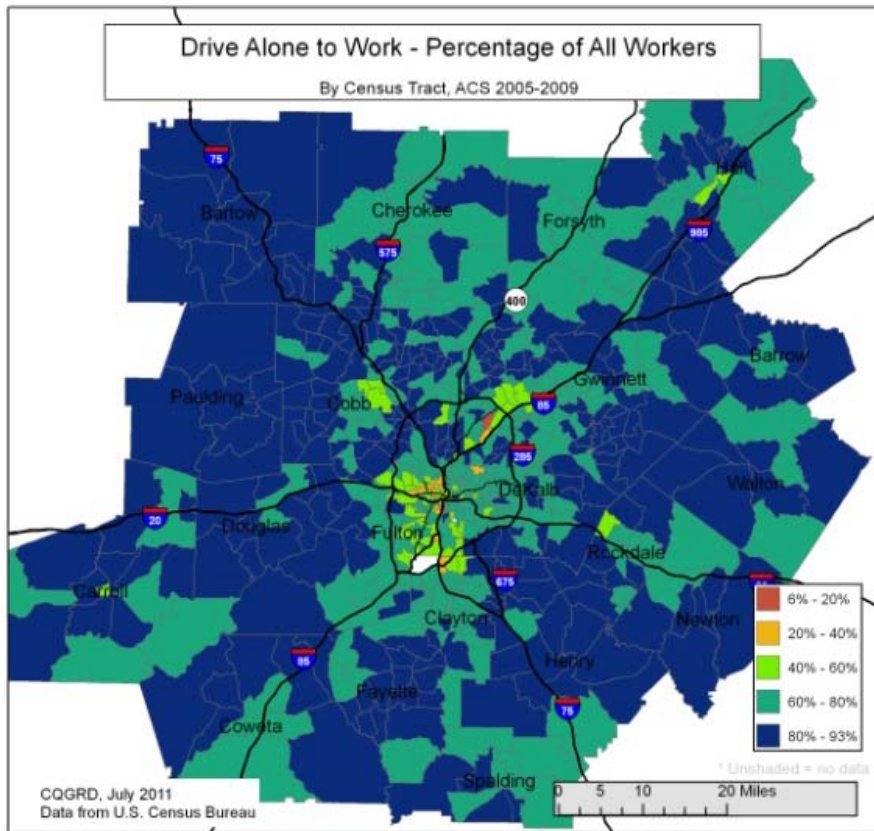 Drive Alone to Work - Percentage of All Workers
By Census Tract, ACS 2005-2009
75
Hall
Bartow
Cherokee
Forsyth
985
575
400
Barrow
Gwinnett
Paulding
Cobb
85
285
Walton
DeKalb
20
Douglas
Fulton
Rockdale
Carroll
675
6% - 20%
Clayton
Newton
20% - 40%
85
Henry
40% - 60%
Fayette
75
60% - 80%
Coweta
80% - 93%
* Unshaded = no data
Spalding
CQGRD, July 2011
Data from U.S. Census Bureau
0 5 10 20 Miles